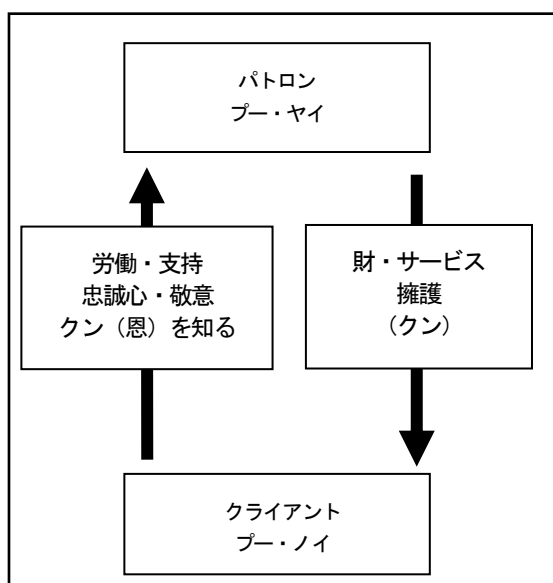 パトロン
プー・ヤイ
労働・支持
忠誠心・敬意
クン（恩）を知る
財・サービス
擁護
（クン）
クライアント
プー・ノイ